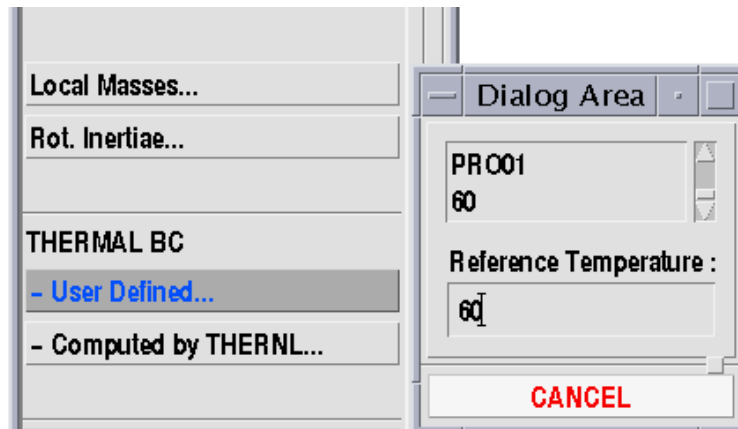 Local Masses...
Rot. Inertiae...
THERMAL BC
- User Defined...
- Computed by THERNL...
Dialog Area
PRO01
60
Reference Temperature :
60
CANCEL